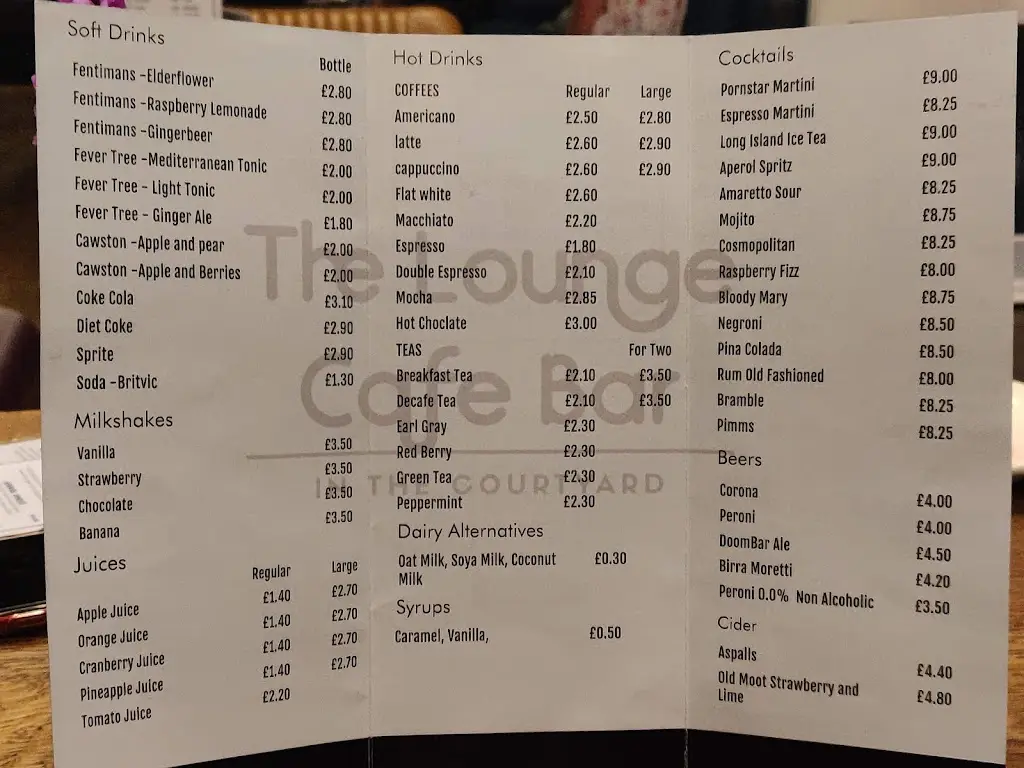 Soft Drinks
Bottle
Fentimans -Elderflower £2.80
Fentimans -Raspberry Lemonade £2.80
Fentimans -Gingerbeer £2.80
Fever Tree -Mediterranean Tonic £2.00
Fever Tree - Light Tonic £2.00
Fever Tree - Ginger Ale £1.80
Cawston -Apple and pear £2.00
Cawston -Apple and Berries £2.00
Coke Cola £3.10
Diet Coke £2.90
Sprite £2.90
Soda -Britvic £1.30
Milkshakes
Vanilla £3.50
Strawberry £3.50
Chocolate £3.50
Banana £3.50
Juices
Regular Large
Apple Juice £1.40 £2.70
Orange Juice £1.40 £2.70
Cranberry Juice £1.40 £2.70
Pineapple Juice £1.40 £2.70
Tomato Juice £2.20
Hot Drinks
COFFEES Regular Large
Americano £2.50 £2.80
latte £2.60 £2.90
cappuccino £2.60 £2.90
Flat white £2.60
Macchiato £2.20
Espresso £1.80
Double Espresso £2.10
Mocha £2.85
Hot Choclate £3.00
TEAS For Two
Breakfast Tea £2.10 £3.50
Decafe Tea £2.10 £3.50
Earl Gray £2.30
Red Berry £2.30
Green Tea £2.30
Peppermint £2.30
Dairy Alternatives
Oat Milk, Soya Milk, Coconut £0.30
Milk
Syrups
Caramel, Vanilla, £0.50
Cocktails
Pornstar Martini £9.00
Espresso Martini £8.25
Long Island Ice Tea £9.00
Aperol Spritz £9.00
Amaretto Sour £8.25
Mojito £8.75
Cosmopolitan £8.25
Raspberry Fizz £8.00
Bloody Mary £8.75
Negroni £8.50
Pina Colada £8.50
Rum Old Fashioned £8.00
Bramble £8.25
Pimms £8.25
Beers
Corona £4.00
Peroni £4.00
DoomBar Ale £4.50
Birra Moretti £4.20
Peroni 0.0% Non Alcoholic £3.50
Cider
Aspalls £4.40
Old Moot Strawberry and £4.80
Lime
The Lounge
Cafe Bar
IN THE COURTYARD